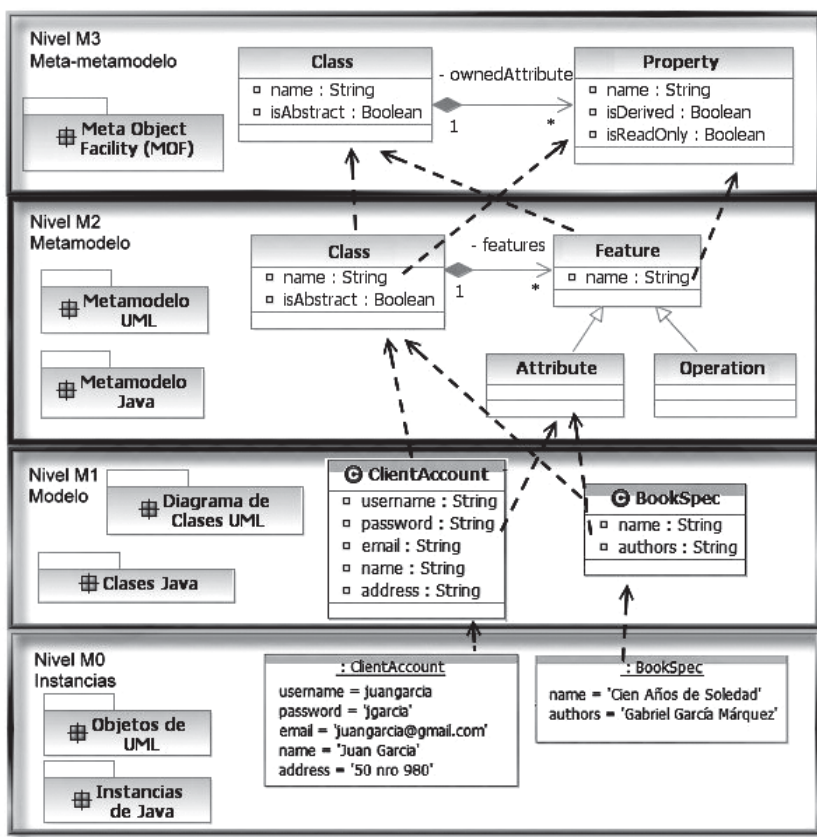 Nivel M3
Meta-metamodelo
Meta Object
Facility (MOF)
Class
name : String
isAbstract : Boolean
- ownedAttribute
1
*
Property
name : String
isDerived : Boolean
isReadOnly : Boolean
Nivel M2
Metamodelo
Metamodelo
UML
Metamodelo
Java
Class
name : String
isAbstract : Boolean
- features
1
*
Feature
name : String
Attribute
Operation
Nivel M1
Modelo
Diagrama de
Clases UML
Clases Java
C ClientAccount
username : String
password : String
email : String
name : String
address : String
C BookSpec
name : String
authors : String
Nivel M0
Instancias
Objetos de
UML
Instancias
de Java
: ClientAccount
username = juangarcia
password = 'jgarcia'
email = 'juangarcia@gmail.com'
name = 'Juan Garcia'
address = '50 nro 980'
: BookSpec
name = 'Cien Años de Soledad'
authors = 'Gabriel García Márquez'